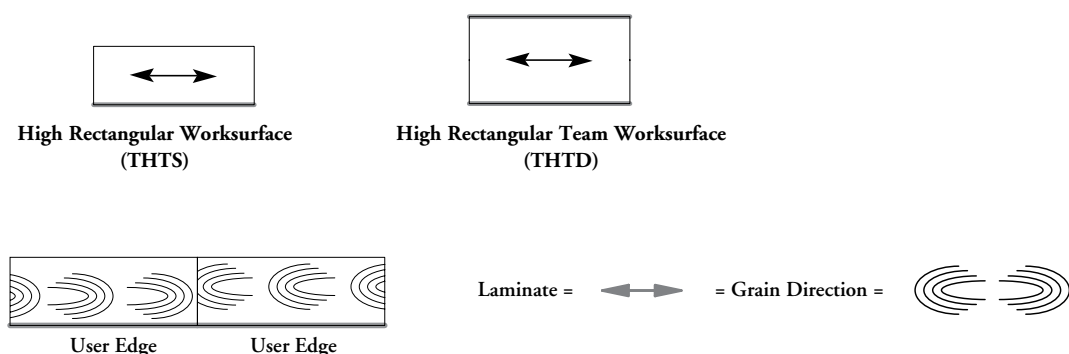 High Rectangular Worksurface
(THTS)
High Rectangular Team Worksurface
(THTD)
Laminate = = Grain Direction =
User Edge User Edge